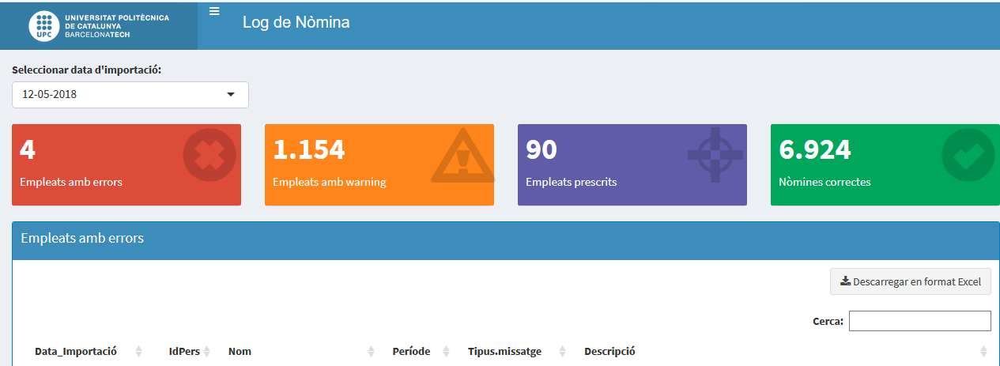 UNIVERSITAT POLITÈCNICA
DE CATALUNYA
BARCELONATECH
UPC
Log de Nòmina
Seleccionar data d'importació:
12-05-2018
4
Empleats amb errors
1.154
Empleats amb warning
90
Empleats prescrits
6.924
Nòmines correctes
Empleats amb errors
Descarregar en format Excel
Cerca:
Data_Importació IdPers Nom Període Tipus.missatge Descripció